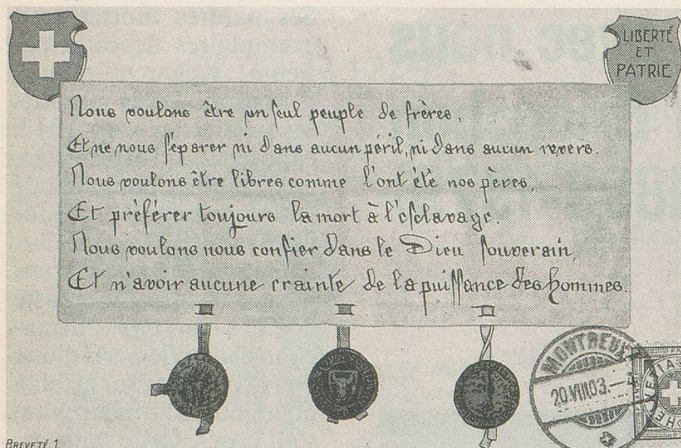 LIBERTÉ
ET
PATRIE
Nous voulons être un seul peuple de frères,
Et ne nous séparer ni dans aucun péril, ni dans aucun revers.
Nous voulons être libres comme l'ont été nos pères,
Et préférer toujours la mort à l'esclavage.
Nous voulons nous confier dans le Dieu souverain,
Et n'avoir aucune crainte de la puissance des hommes.
MONTREUX
20.VIII.03.—
BREVETÉ 1